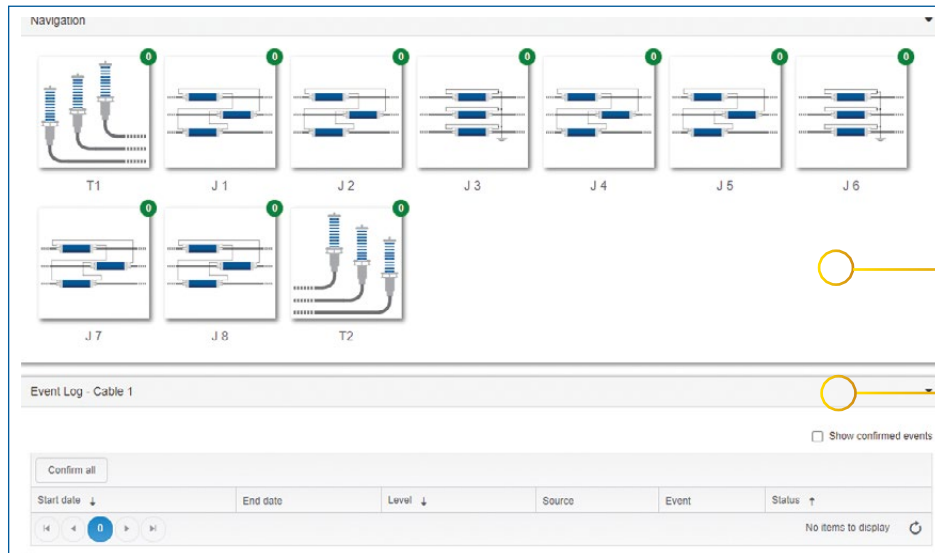 Navigation
0 0 0 0 0 0 0
T1 J 1 J 2 J 3 J 4 J 5 J 6
0 0 0
J 7 J 8 T2
Event Log - Cable 1
Show confirmed events
Confirm all
Start date ↓ End date Level ↓ Source Event Status ↑
0 No items to display